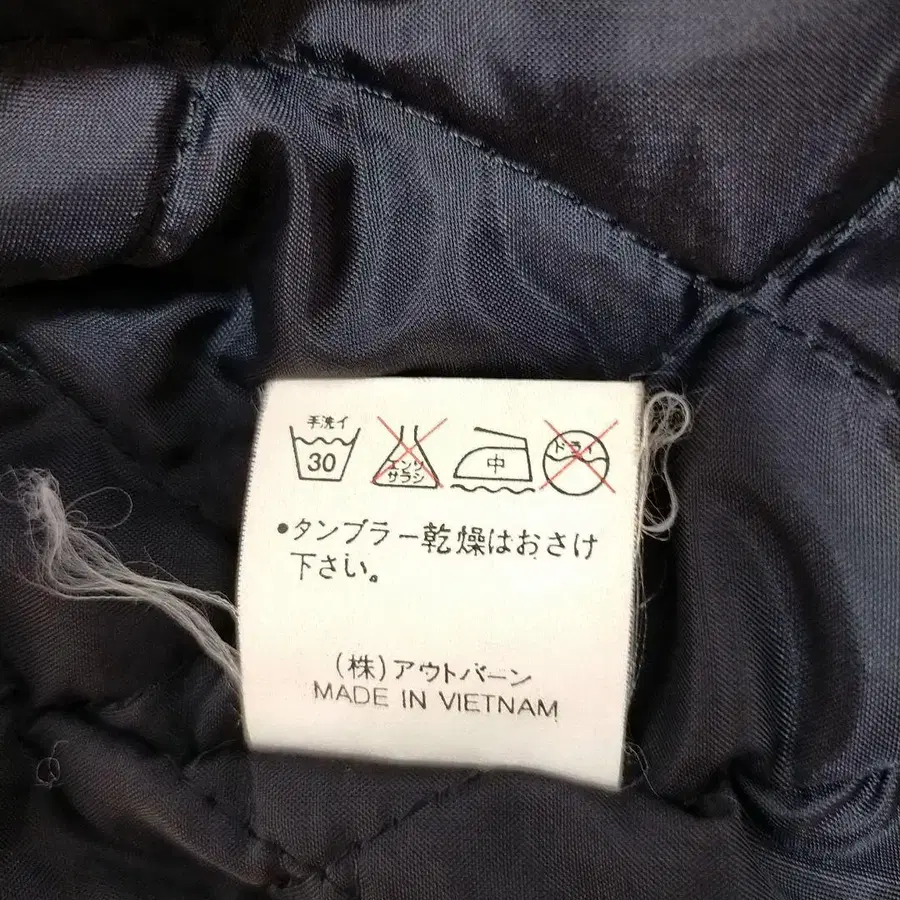 手洗イ
30
エンソ
サラシ
中
ドライ
•タンブラー乾燥はおさけ
下さい。
(株)アウトバーン
MADE IN VIETNAM